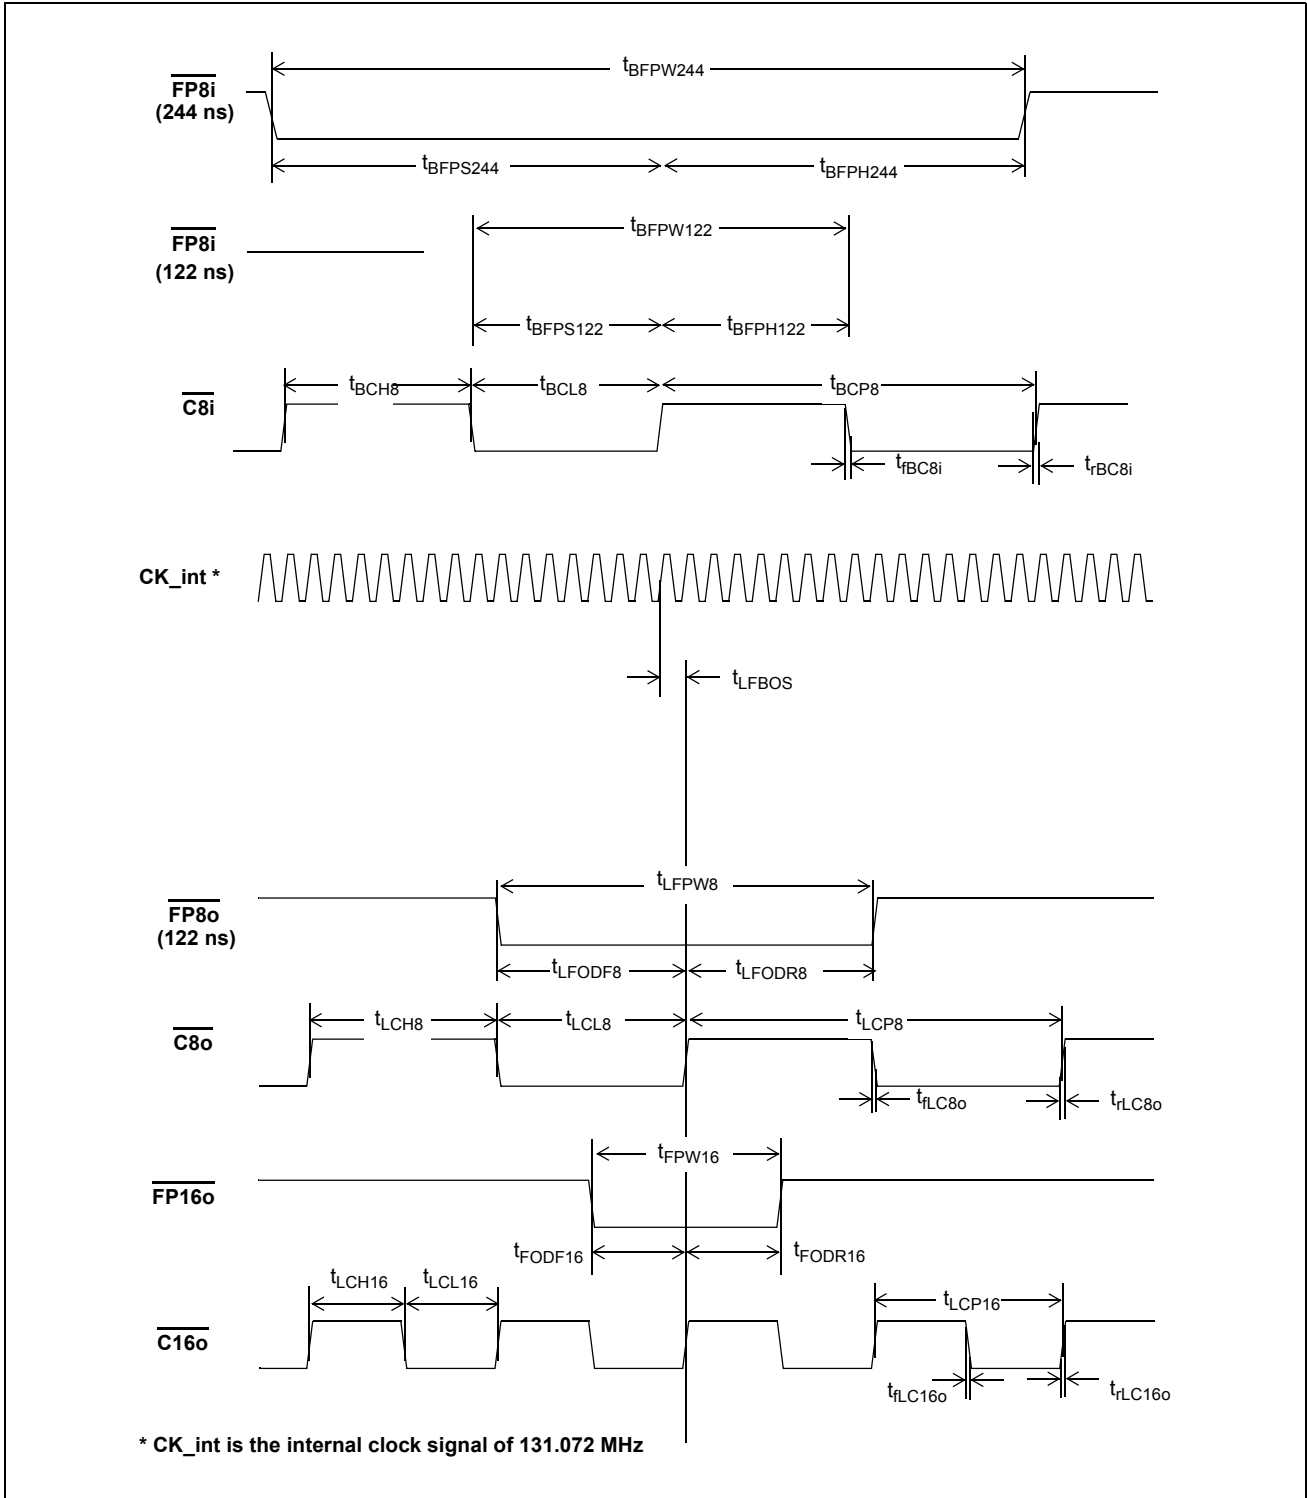 tBFPW244
FP8i
(244 ns)
tBFPS244
tBFPH244
tBFPW122
FP8i
(122 ns)
tBFPS122
tBFPH122
tBCH8
tBCL8
tBCP8
C8i
tfBC8i
trBC8i
CK_int *
tLFBOS
tLFPW8
FP8o
(122 ns)
tLFODF8
tLFODR8
tLCH8
tLCL8
tLCP8
C8o
tfLC8o
trLC8o
tFPW16
FP16o
tFODF16
tFODR16
tLCH16
tLCL16
tLCP16
C16o
tfLC16o
trLC16o
* CK_int is the internal clock signal of 131.072 MHz